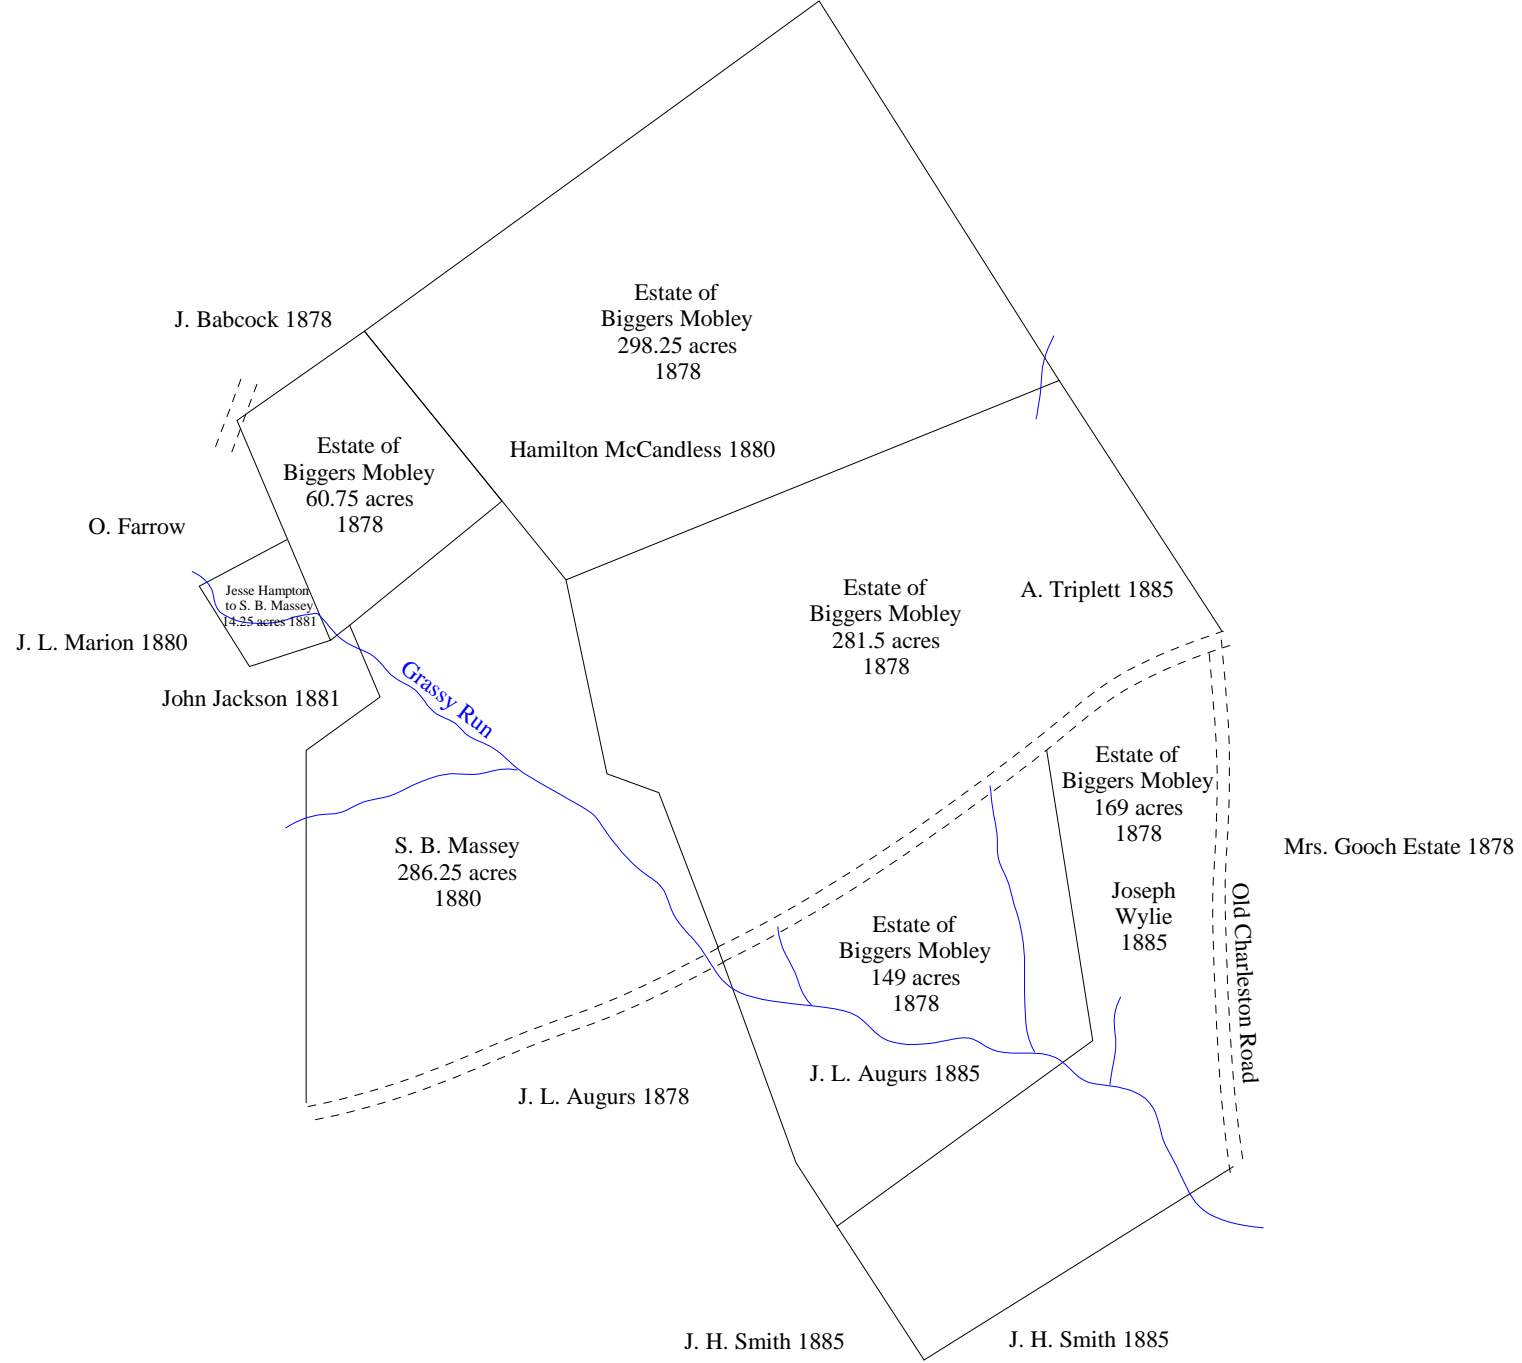 Estate of
Biggers Mobley
298.25 acres
1878
J. Babcock 1878
Estate of
Biggers Mobley
60.75 acres
1878
Hamilton McCandless 1880
O. Farrow
Jesse Hampton
to S. B. Massey
14.25 acres 1881
J. L. Marion 1880
John Jackson 1881
Grassy Run
Estate of
Biggers Mobley
281.5 acres
1878
A. Triplett 1885
Estate of
Biggers Mobley
169 acres
1878
Mrs. Gooch Estate 1878
S. B. Massey
286.25 acres
1880
Joseph
Wylie
1885
Old Charleston Road
Estate of
Biggers Mobley
149 acres
1878
J. L. Augurs 1885
J. L. Augurs 1878
J. H. Smith 1885
J. H. Smith 1885